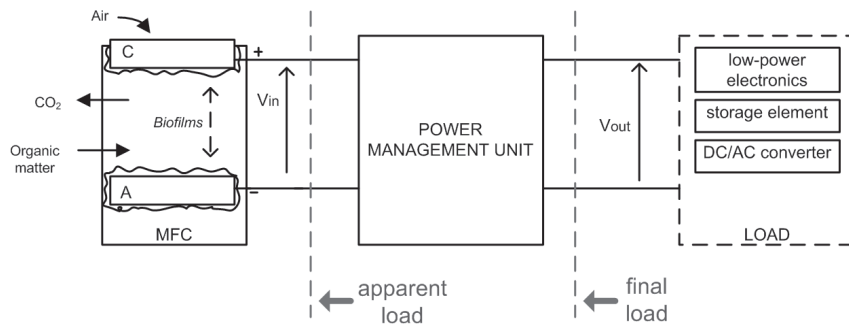 Air
C
+
CO2
Biofilms
Vin
Organic
matter
A
−
MFC
POWER
MANAGEMENT UNIT
Vout
low-power
electronics
storage element
DC/AC converter
LOAD
apparent
load
final
load